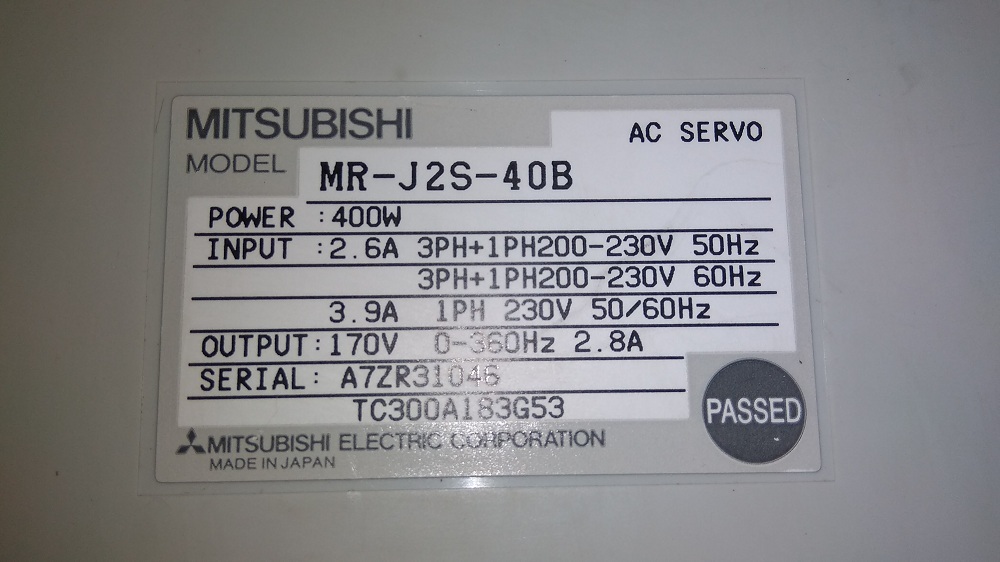 MITSUBISHI
AC SERVO
MODEL MR-J2S-40B
POWER :400W
INPUT :2.6A 3PH+1PH200-230V 50Hz
3PH+1PH200-230V 60Hz
3.9A 1PH 230V 50/60Hz
OUTPUT:170V 0-360Hz 2.8A
SERIAL: A7ZR31046
TC300A183G53
PASSED
MITSUBISHI ELECTRIC CORPORATION
MADE IN JAPAN